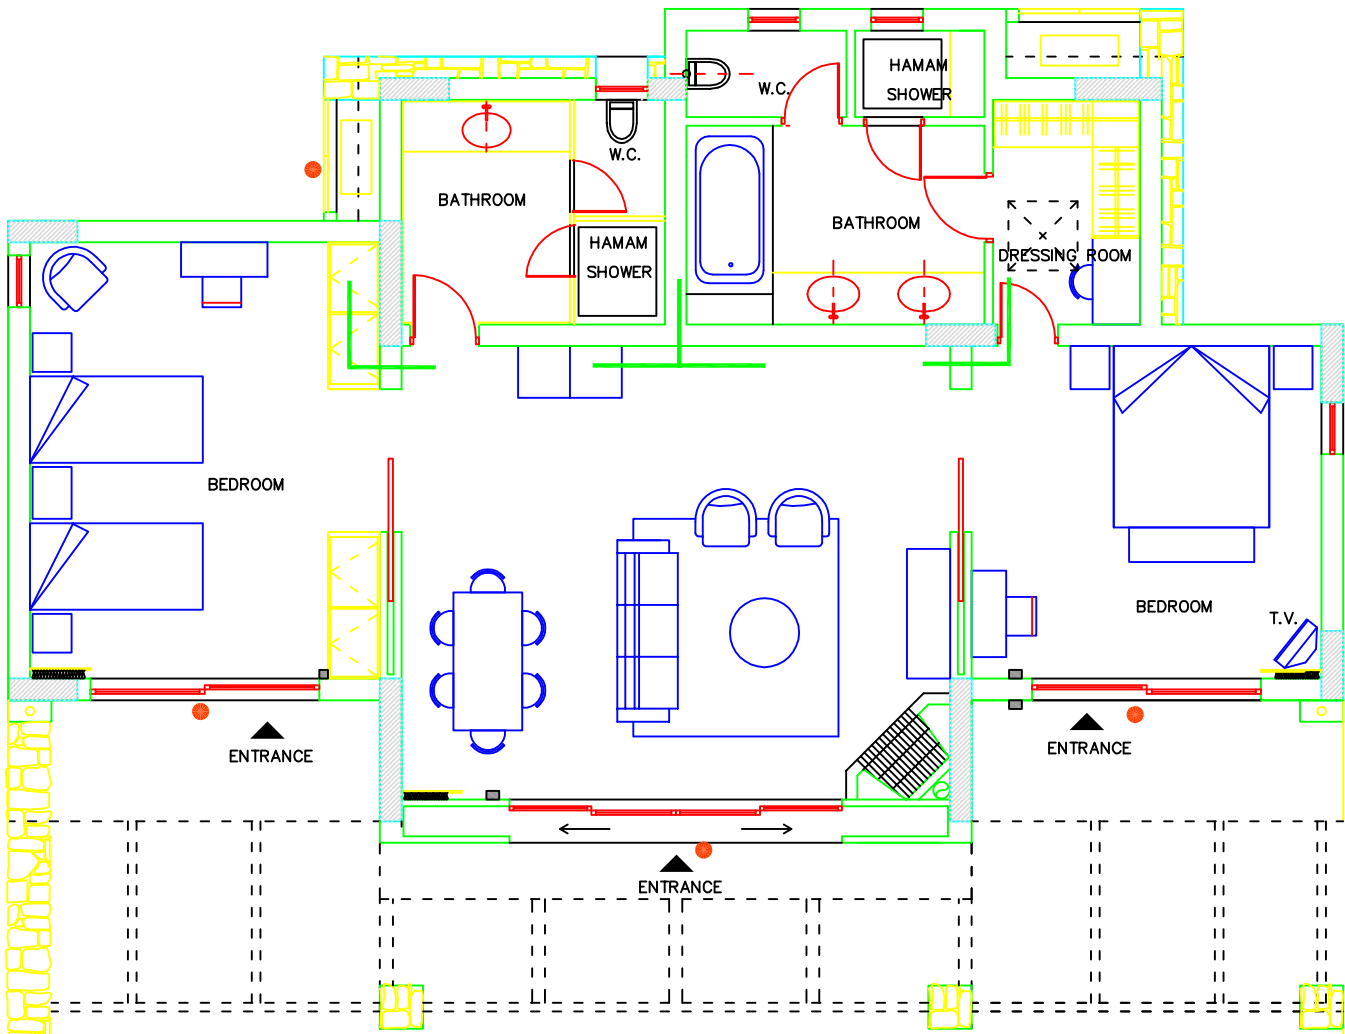 HAMAM
SHOWER
W.C.
W.C.
BATHROOM
BATHROOM
HAMAM
SHOWER
DRESSING ROOM
BEDROOM
BEDROOM
T.V.
ENTRANCE
ENTRANCE
ENTRANCE